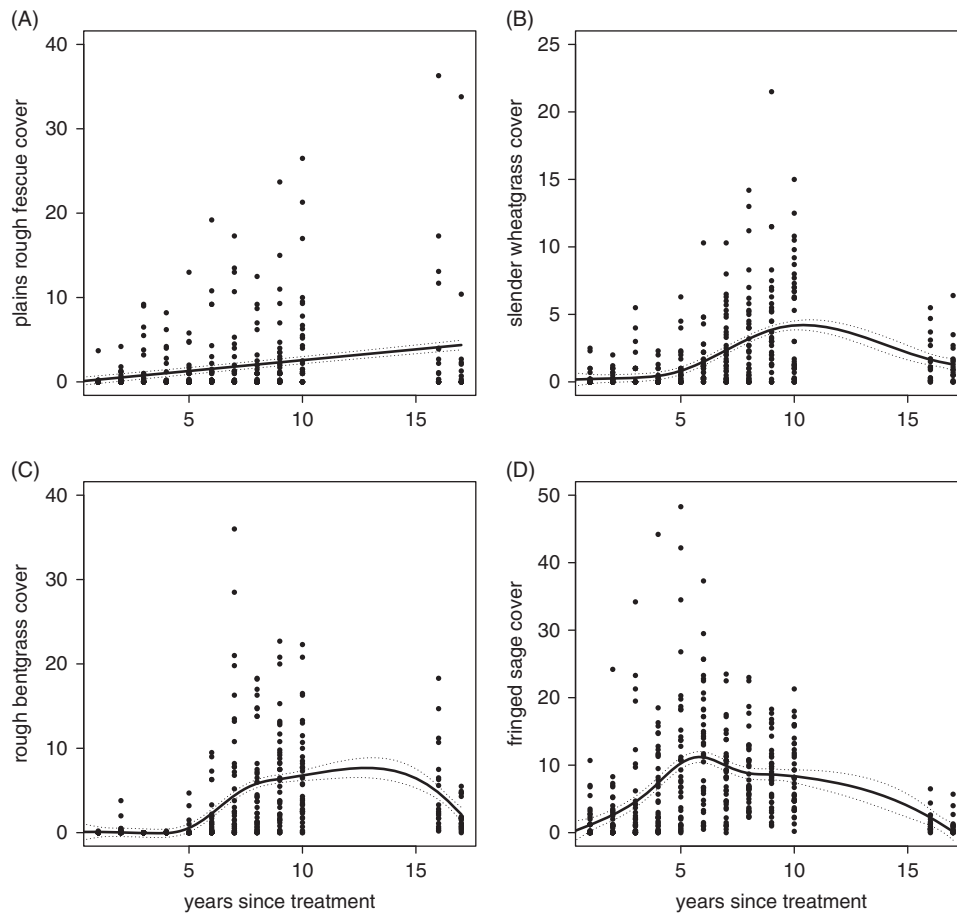 (A)
plains rough fescue cover
40
30
20
10
0
5 10 15
(B)
slender wheatgrass cover
25
20
15
10
5
0
5 10 15
(C)
rough bentgrass cover
40
30
20
10
0
5 10 15
years since treatment
(D)
fringed sage cover
50
40
30
20
10
0
5 10 15
years since treatment